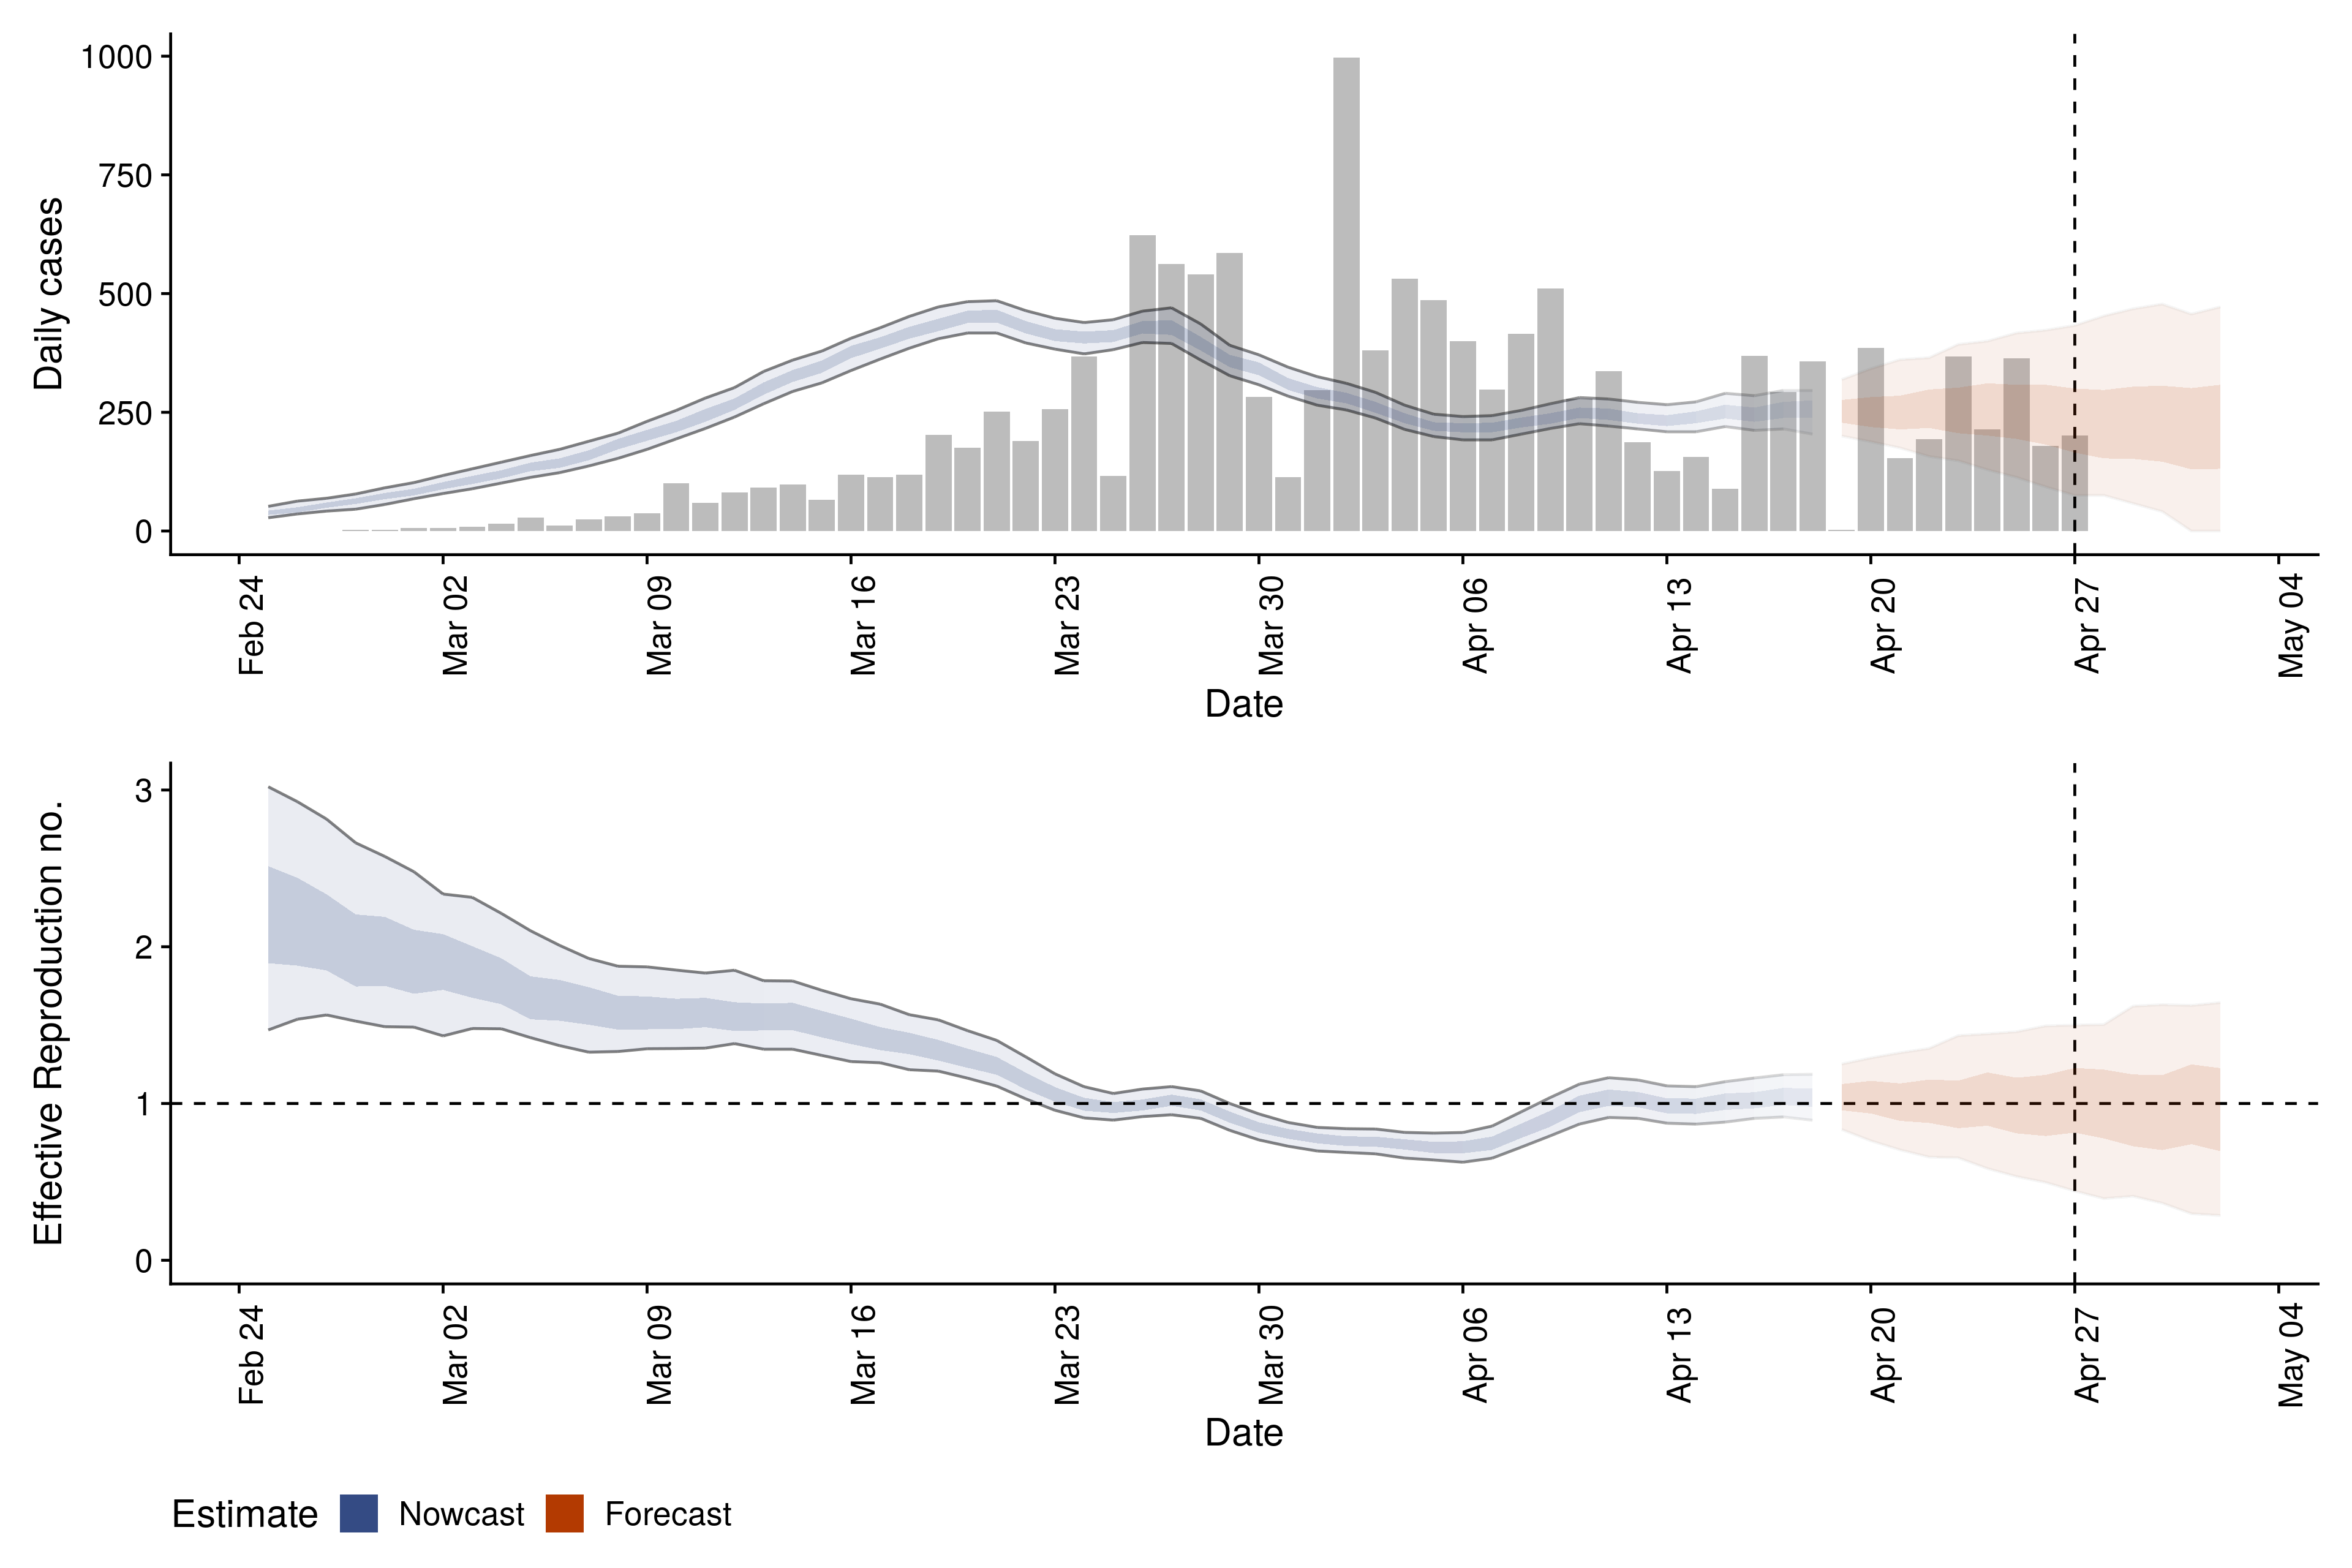 Daily cases
1000
750
500
250
0
Feb 24
Mar 02
Mar 09
Mar 16
Mar 23
Mar 30
Apr 06
Apr 13
Apr 20
Apr 27
May 04
Date
Effective Reproduction no.
3
2
1
0
Feb 24
Mar 02
Mar 09
Mar 16
Mar 23
Mar 30
Apr 06
Apr 13
Apr 20
Apr 27
May 04
Date
Estimate Nowcast Forecast